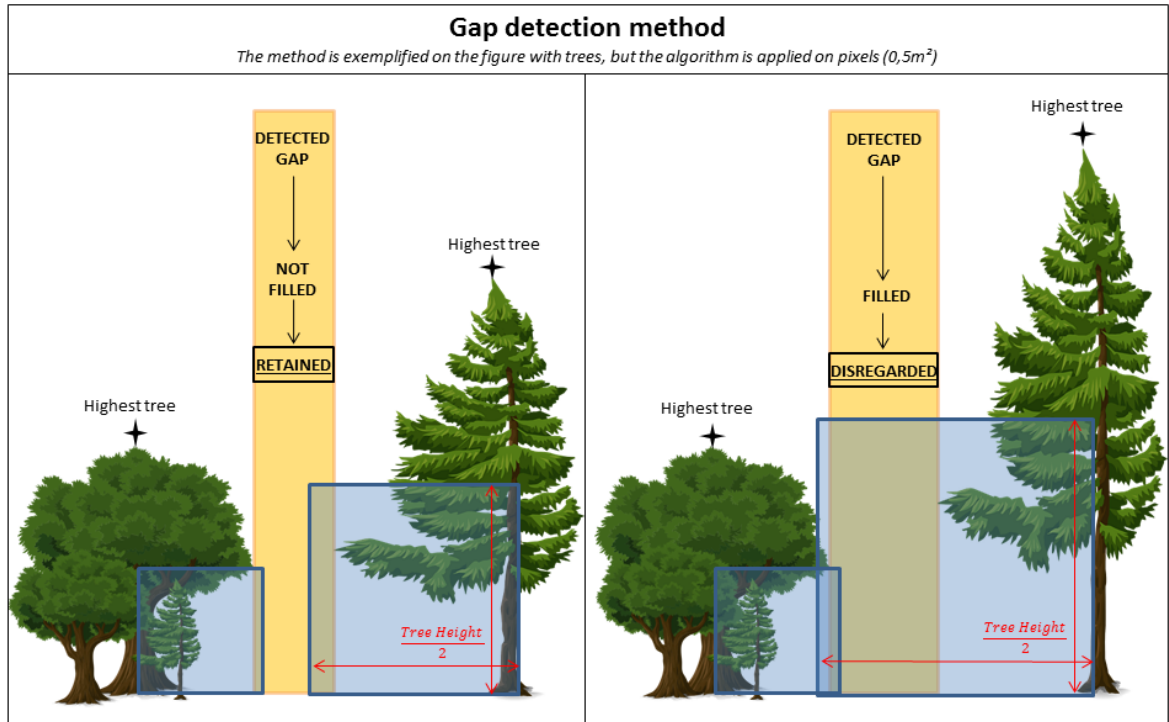 Gap detection method
The method is exemplified on the figure with trees, but the algorithm is applied on pixels (0,5m²)
DETECTED
GAP
NOT
FILLED
RETAINED
Highest tree
Highest tree
Tree Height
2
Highest tree
DETECTED
GAP
FILLED
DISREGARDED
Highest tree
Tree Height
2